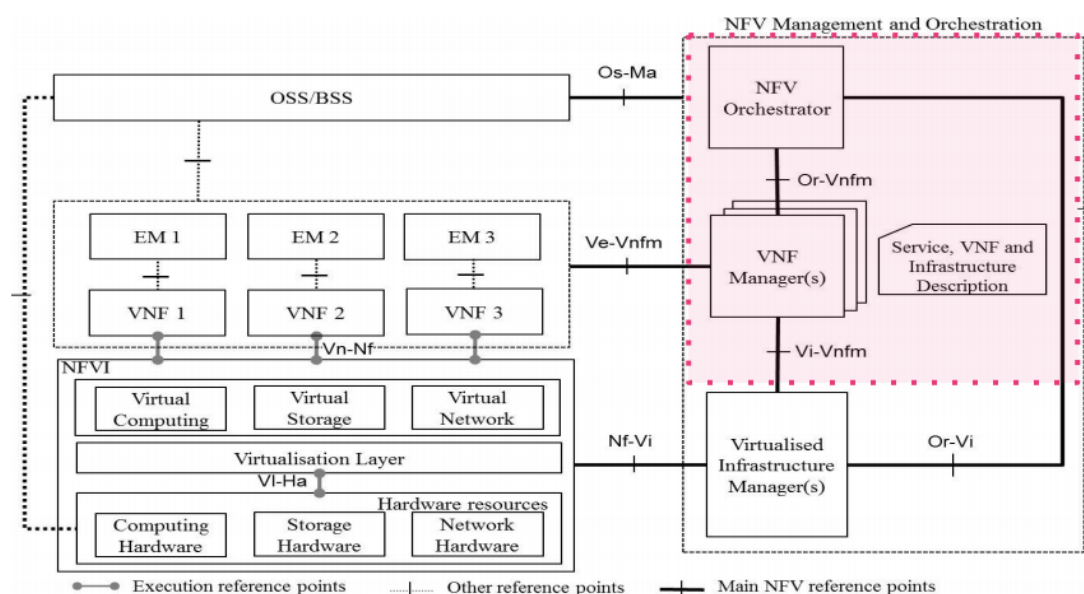 NFV Management and Orchestration
Os-Ma
OSS/BSS
NFV
Orchestrator
Or-Vnfm
EM 1
EM 2
EM 3
Ve-Vnfm
VNF
Manager(s)
Service, VNF and
Infrastructure
Description
VNF 1
VNF 2
VNF 3
Vn-Nf
Vi-Vnfm
NFVI
Virtual
Computing
Virtual
Storage
Virtual
Network
Nf-Vi
Virtualised
Infrastructure
Manager(s)
Or-Vi
Virtualisation Layer
Vl-Ha
Hardware resources
Computing
Hardware
Storage
Hardware
Network
Hardware
Execution reference points
Other reference points
Main NFV reference points